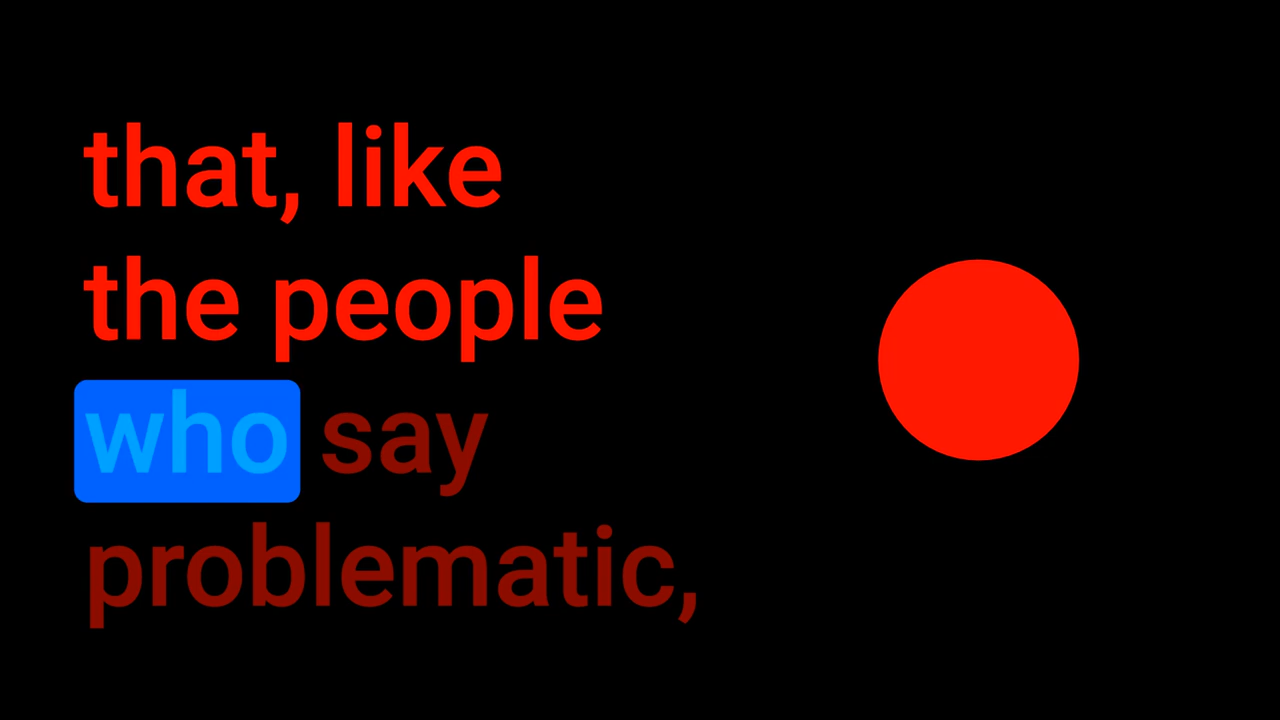 that, like
the people
who say
problematic,